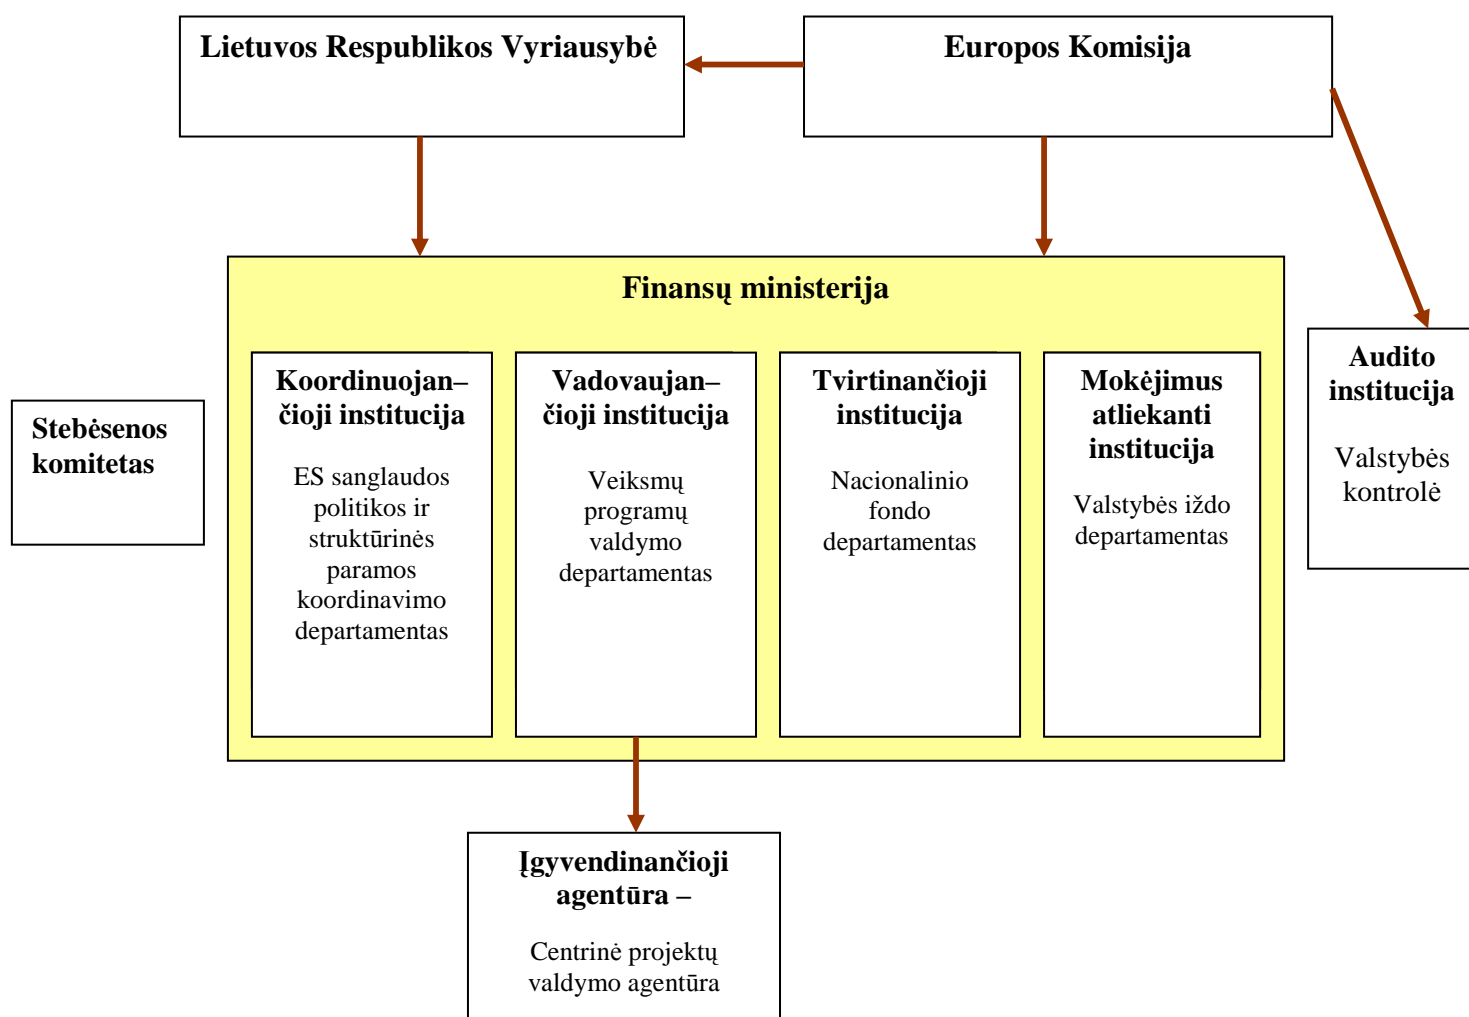 Lietuvos Respublikos Vyriausybė
Europos Komisija
Finansų ministerija
Stebėsenos
komitetas
Koordinuojan–
čioji institucija
ES sanglaudos
politikos ir
struktūrinės
paramos
koordinavimo
departamentas
Vadovaujan–
čioji institucija
Veiksmų
programų
valdymo
departamentas
Tvirtinančioji
institucija
Nacionalinio
fondo
departamentas
Mokėjimus
atliekanti
institucija
Valstybės iždo
departamentas
Audito
institucija
Valstybės
kontrolė
Įgyvendinančioji
agentūra –
Centrinė projektų
valdymo agentūra